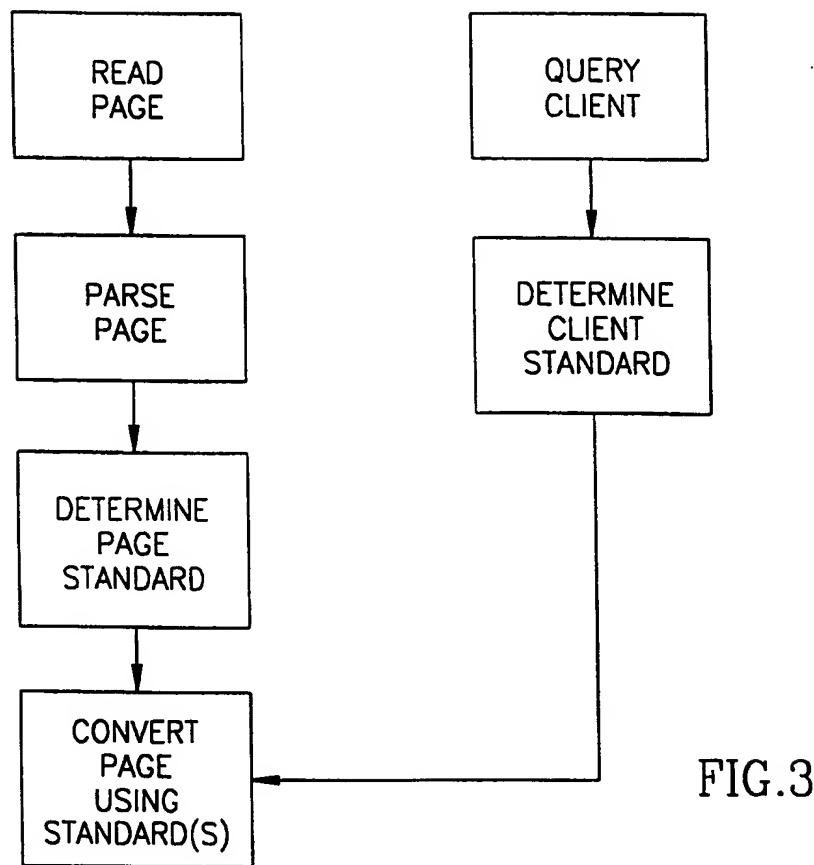 READ
PAGE
QUERY
CLIENT
PARSE
PAGE
DETERMINE
CLIENT
STANDARD
DETERMINE
PAGE
STANDARD
CONVERT
PAGE
USING
STANDARD(S)
FIG.3